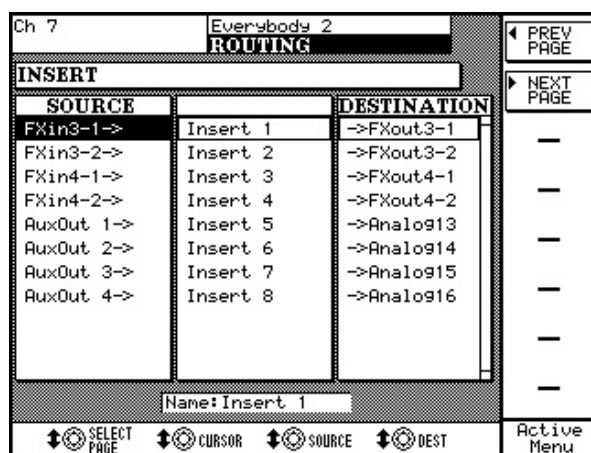 Ch 7
Everybody 2
ROUTING
PREV PAGE
INSERT
NEXT PAGE
SOURCE DESTINATION
FXin3-1-> Insert 1 ->FXout3-1
FXin3-2-> Insert 2 ->FXout3-2
FXin4-1-> Insert 3 ->FXout4-1
FXin4-2-> Insert 4 ->FXout4-2
AuxOut 1-> Insert 5 ->Analog13
AuxOut 2-> Insert 6 ->Analog14
AuxOut 3-> Insert 7 ->Analog15
AuxOut 4-> Insert 8 ->Analog16
Name:Insert 1
SELECT PAGE CURSOR SOURCE DEST
Active Menu